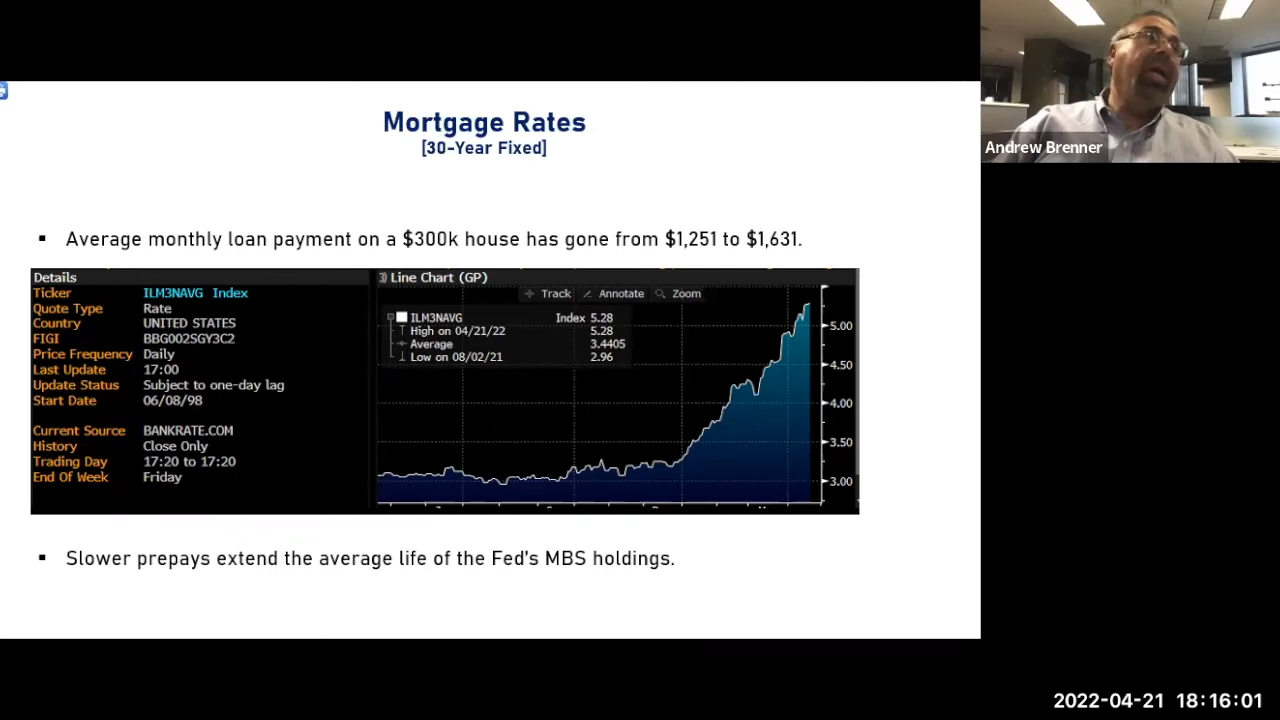 Mortgage Rates
[30-Year Fixed]
Andrew Brenner
▪ Average monthly loan payment on a $300k house has gone from $1,251 to $1,631.
Details
Ticker ILM3NAVG Index
Quote Type Rate
Country UNITED STATES
FIGI BBG002SGY3C2
Price Frequency Daily
Last Update 17:00
Update Status Subject to one-day lag
Start Date 06/08/98
Current Source BANKRATE.COM
History Close Only
Trading Day 17:20 to 17:20
End Of Week Friday
3) Line Chart (GP)
Track Annotate Zoom
ILM3NAVG Index 5.28
High on 04/21/22 5.28
Average 3.4405
Low on 08/02/21 2.96
5.00
4.50
4.00
3.50
3.00
▪ Slower prepays extend the average life of the Fed's MBS holdings.
2022-04-21 18:16:01